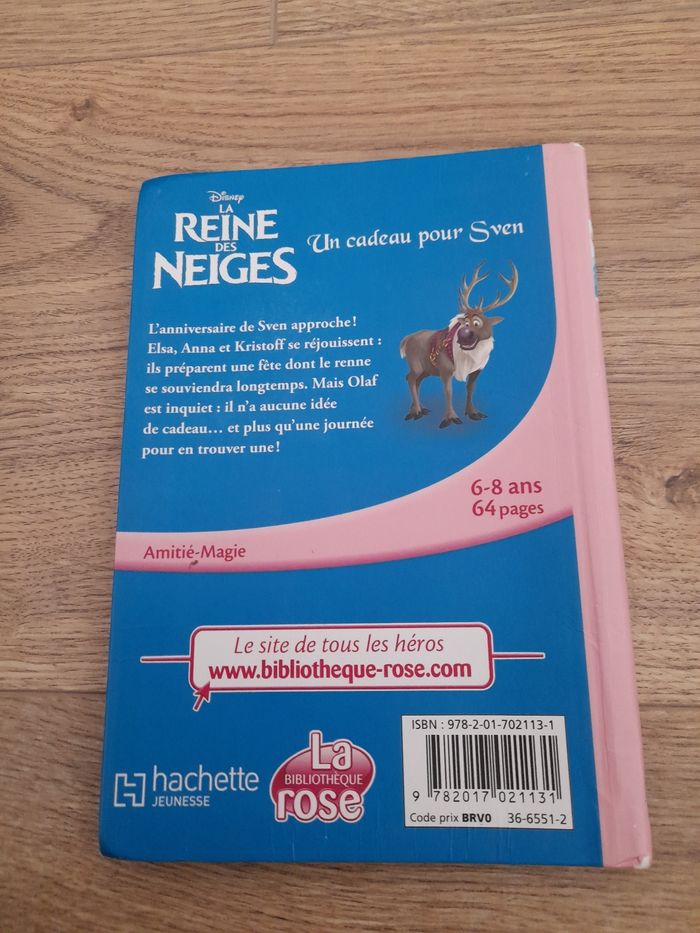 Disney
LA
REINE
DES
NEIGES
Un cadeau pour Sven
L'anniversaire de Sven approche !
Elsa, Anna et Kristoff se réjouissent :
ils préparent une fête dont le renne
se souviendra longtemps. Mais Olaf
est inquiet : il n'a aucune idée
de cadeau... et plus qu'une journée
pour en trouver une !
6-8 ans
64 pages
Amitié-Magie
Le site de tous les héros
www.bibliotheque-rose.com
hachette
JEUNESSE
La
BIBLIOTHÈQUE
rose
ISBN : 978-2-01-702113-1
9 782017 021131
Code prix BRV0 36-6551-2